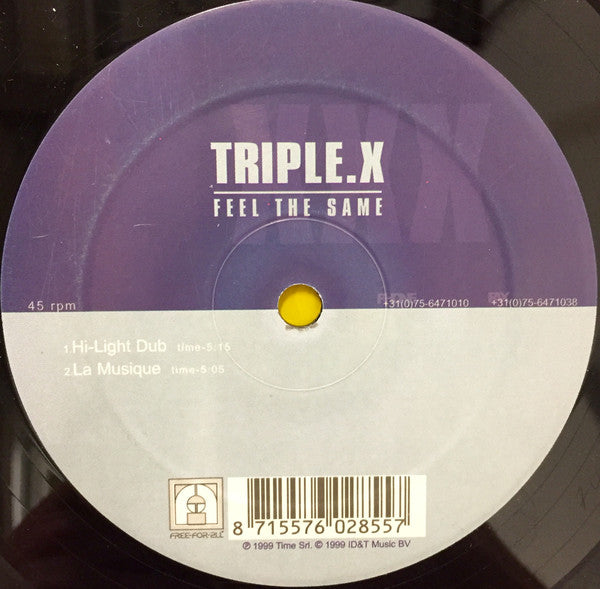 XXX
TRIPLE.X
FEEL THE SAME
45 rpm
+31(0)75-6471010 +31(0)75-6471038
1.Hi-Light Dub time-5:15
2.La Musique time-5:05
FREE-FOR-ALL
8 715576 028557
℗ 1999 Time Srl. © 1999 ID&T Music BV